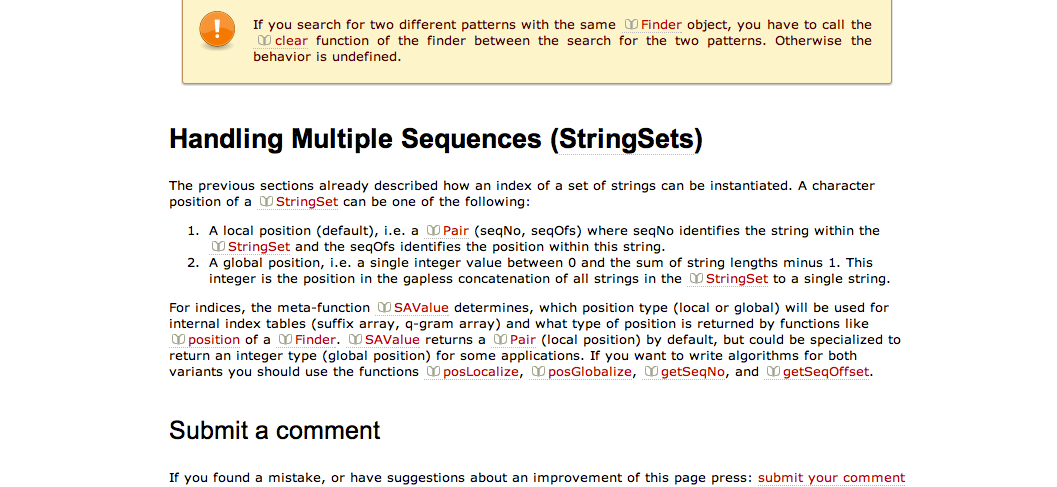 If you search for two different patterns with the same Finder object, you have to call the
clear function of the finder between the search for the two patterns. Otherwise the
behavior is undefined.
Handling Multiple Sequences (StringSets)
The previous sections already described how an index of a set of strings can be instantiated. A character
position of a StringSet can be one of the following:
1. A local position (default), i.e. a Pair (seqNo, seqOfs) where seqNo identifies the string within the
StringSet and the seqOfs identifies the position within this string.
2. A global position, i.e. a single integer value between 0 and the sum of string lengths minus 1. This
integer is the position in the gapless concatenation of all strings in the StringSet to a single string.
For indices, the meta-function SAValue determines, which position type (local or global) will be used for
internal index tables (suffix array, q-gram array) and what type of position is returned by functions like
position of a Finder. SAValue returns a Pair (local position) by default, but could be specialized to
return an integer type (global position) for some applications. If you want to write algorithms for both
variants you should use the functions posLocalize, posGlobalize, getSeqNo, and getSeqOffset.
Submit a comment
If you found a mistake, or have suggestions about an improvement of this page press: submit your comment